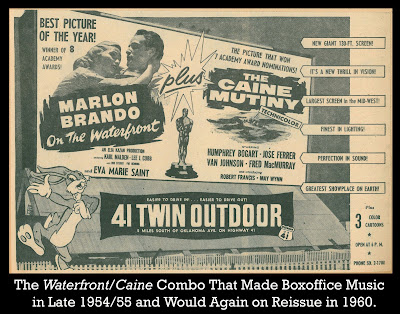 BEST PICTURE
OF THE YEAR!
WINNER OF 8
ACADEMY
AWARDS!
MARLON
BRANDO
On The Waterfront
AN ELIA KAZAN PRODUCTION
KARL MALDEN · LEE J. COBB
AND EVA MARIE SAINT
plus
THE PICTURE THAT WON
7 ACADEMY AWARD NOMINATIONS!
THE
CAINE
MUTINY
TECHNICOLOR
HUMPHREY BOGART · JOSE FERRER
VAN JOHNSON · FRED MacMURRAY
ROBERT FRANCIS · MAY WYNN
NEW GIANT 130-FT. SCREEN!
IT'S A NEW THRILL IN VISION!
LARGEST SCREEN in the MID-WEST!
FINEST IN LIGHTING!
PERFECTION IN SOUND!
GREATEST SHOWPLACE ON EARTH!
EASIER TO DRIVE IN! . . . EASIER TO DRIVE OUT!
41 TWIN OUTDOOR
5 MILES SOUTH OF OKLAHOMA AVE. ON HIGHWAY 41
41
Plus
3 COLOR
CARTOONS
OPEN AT 6 P. M.
The Waterfront/Caine Combo That Made Boxoffice Music
in Late 1954/55 and Would Again on Reissue in 1960.